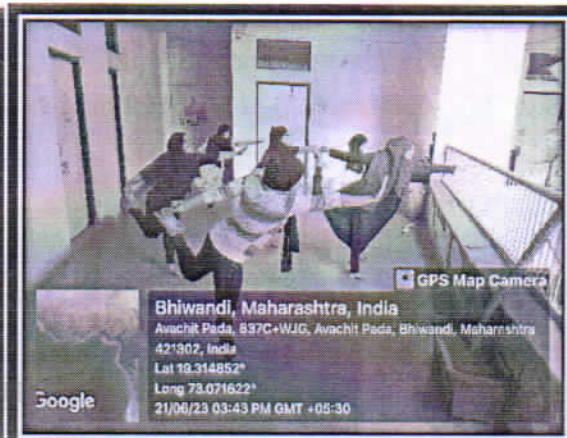 GPS Map Camera
Bhiwandi, Maharashtra, India
Avachit Pada, 837C+WJG, Avachit Pada, Bhiwandi, Maharashtra
421302, India
Lat 19.314852°
Long 73.071622°
21/06/23 03:43 PM GMT +05:30
Google